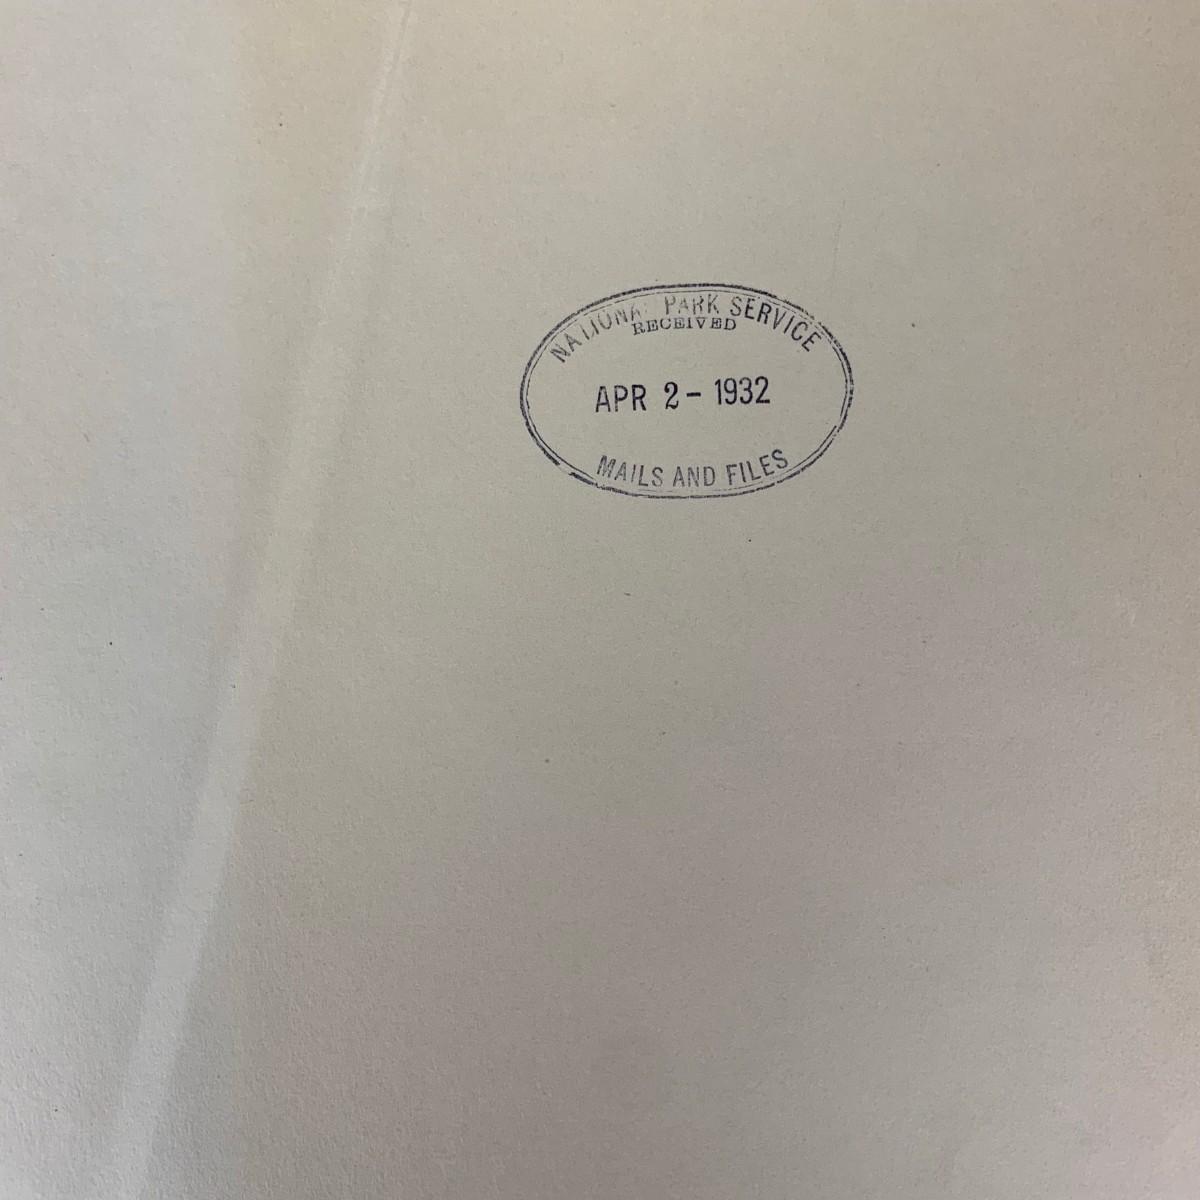 NATIONAL PARK SERVICE
RECEIVED
APR 2 - 1932
MAILS AND FILES